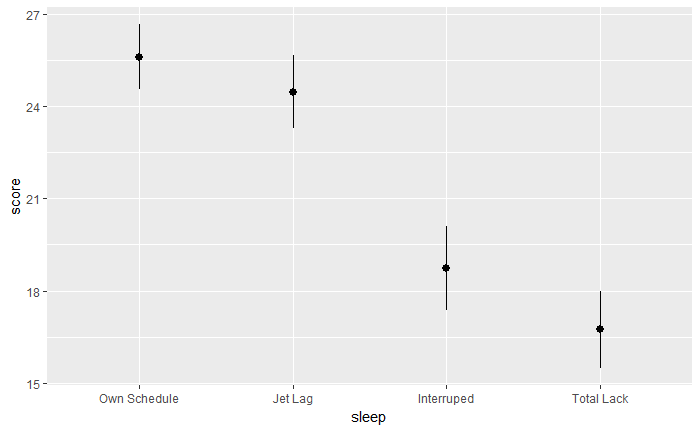 27
24
21
18
15
score
Own Schedule Jet Lag Interruped Total Lack
sleep